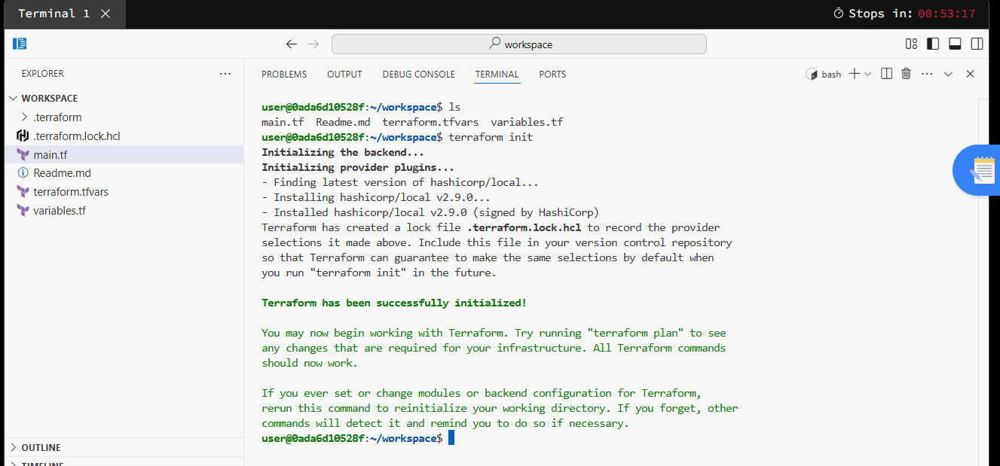 Terminal 1
Stops in: 00:53:17
workspace
EXPLORER
PROBLEMS OUTPUT DEBUG CONSOLE TERMINAL PORTS
bash
WORKSPACE
.terraform
.terraform.lock.hcl
main.tf
Readme.md
terraform.tfvars
variables.tf
user@0ada6d10528f:~/workspace$ ls
main.tf Readme.md terraform.tfvars variables.tf
user@0ada6d10528f:~/workspace$ terraform init
Initializing the backend...
Initializing provider plugins...
- Finding latest version of hashicorp/local...
- Installing hashicorp/local v2.9.0...
- Installed hashicorp/local v2.9.0 (signed by HashiCorp)
Terraform has created a lock file .terraform.lock.hcl to record the provider
selections it made above. Include this file in your version control repository
so that Terraform can guarantee to make the same selections by default when
you run "terraform init" in the future.
Terraform has been successfully initialized!
You may now begin working with Terraform. Try running "terraform plan" to see
any changes that are required for your infrastructure. All Terraform commands
should now work.
If you ever set or change modules or backend configuration for Terraform,
rerun this command to reinitialize your working directory. If you forget, other
commands will detect it and remind you to do so if necessary.
user@0ada6d10528f:~/workspace$
OUTLINE
TIMELINE